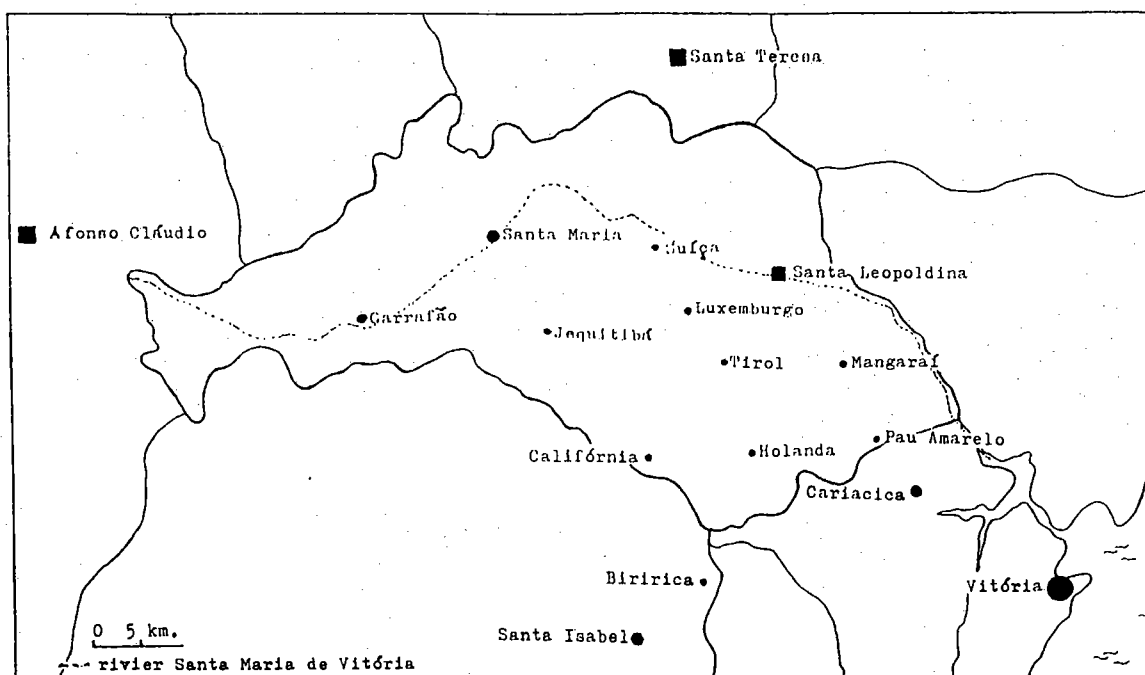 Santa Teresa
Afonso Cláudio
Santa Maria
Suíça
Santa Leopoldina
Garrafão
Jequitibá
Luxemburgo
Tirol
Mangaraí
Califórnia
Holanda
Pau Amarelo
Cariacica
Biririca
Vitória
Santa Isabel
0 5 km.
rivier Santa Maria de Vitória